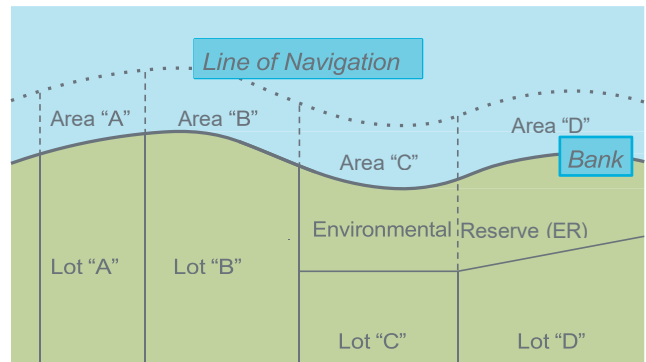 Line of Navigation
Area “A”
Area “B”
Area “D”
Area “C”
Bank
Environmental Reserve (ER)
Lot “A”
Lot “B”
Lot “C”
Lot “D”